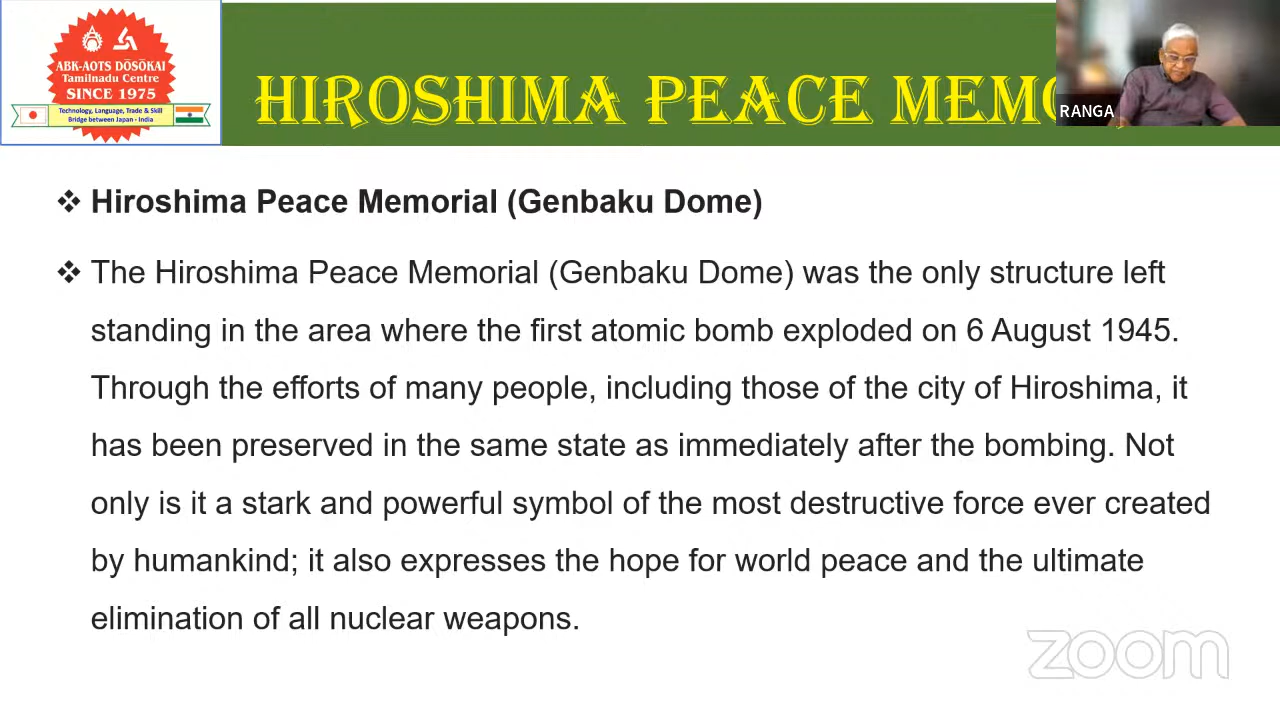 ABK-AOTS DŌSŌKAI
Tamilnadu Centre
SINCE 1975
Technology, Language, Trade & Skill
Bridge between Japan - India
HIROSHIMA PEACE
RANGA
❖ Hiroshima Peace Memorial (Genbaku Dome)
❖ The Hiroshima Peace Memorial (Genbaku Dome) was the only structure left
standing in the area where the first atomic bomb exploded on 6 August 1945.
Through the efforts of many people, including those of the city of Hiroshima, it
has been preserved in the same state as immediately after the bombing. Not
only is it a stark and powerful symbol of the most destructive force ever created
by humankind; it also expresses the hope for world peace and the ultimate
elimination of all nuclear weapons.
zoom